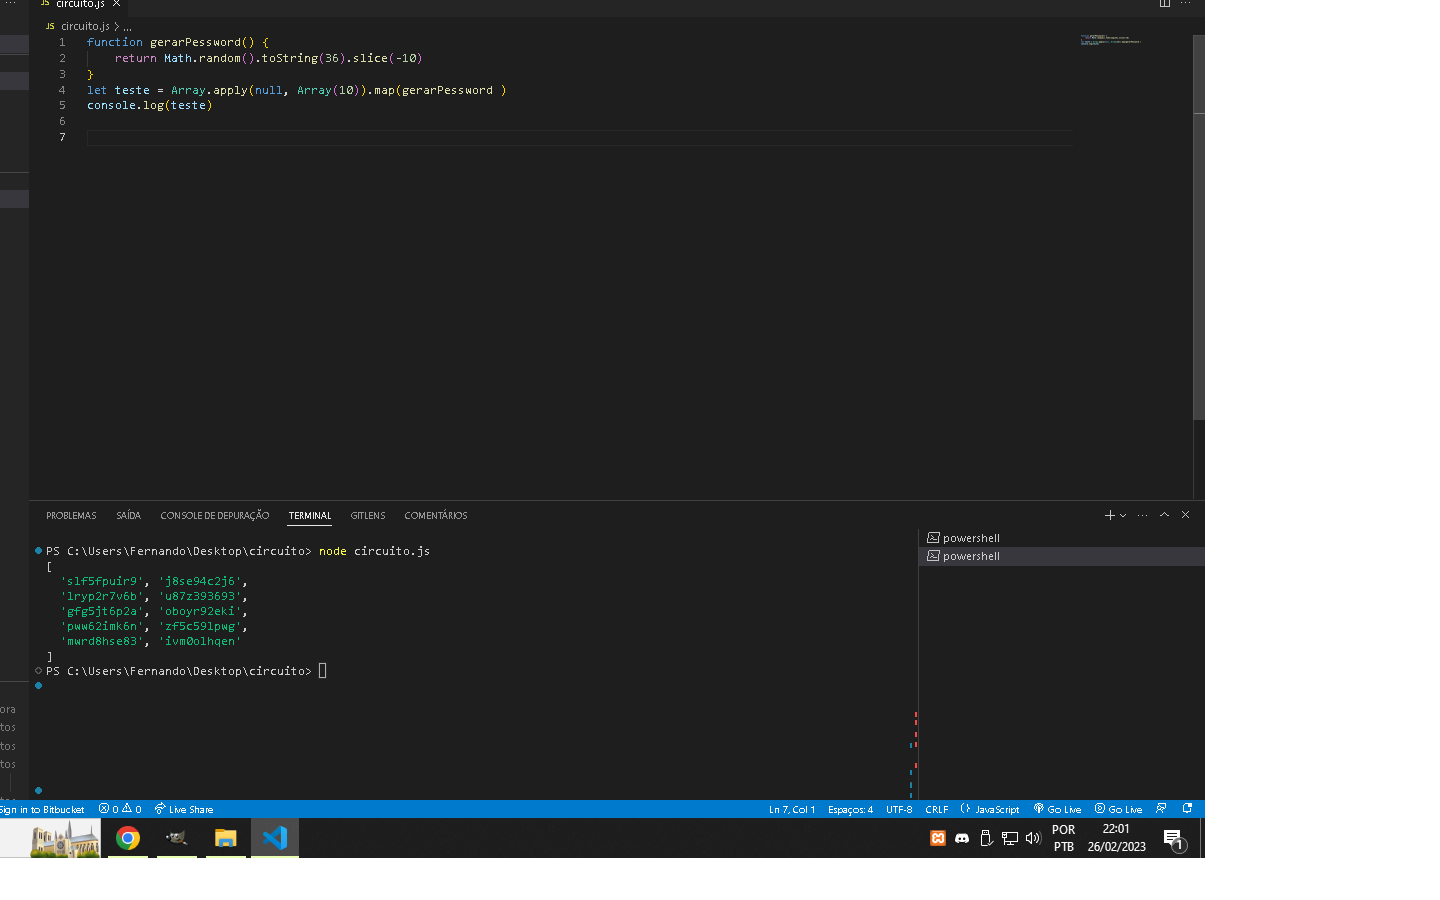 JS circuito.js
JS circuito.js > ...
1 function gerarPessword() {
2 return Math.random().toString(36).slice(-10)
3 }
4 let teste = Array.apply(null, Array(10)).map(gerarPessword )
5 console.log(teste)
6
7
PROBLEMAS SAÍDA CONSOLE DE DEPURAÇÃO TERMINAL GITLENS COMENTÁRIOS
powershell
powershell
PS C:\Users\Fernando\Desktop\circuito> node circuito.js
[
'slf5fpuir9', 'j8se94c2j6',
'lryp2r7v6b', 'u87z393693',
'gfg5jt6p2a', 'oboyr92eki',
'pww62imk6n', 'zf5c59lpwg',
'mwrd8hse83', 'ivm0olhqen'
]
PS C:\Users\Fernando\Desktop\circuito>
ora
tos
tos
tos
Sign in to Bitbucket 0 0 Live Share Ln 7, Col 1 Espaços: 4 UTF-8 CRLF JavaScript Go Live Go Live
POR
PTB
22:01
26/02/2023
1